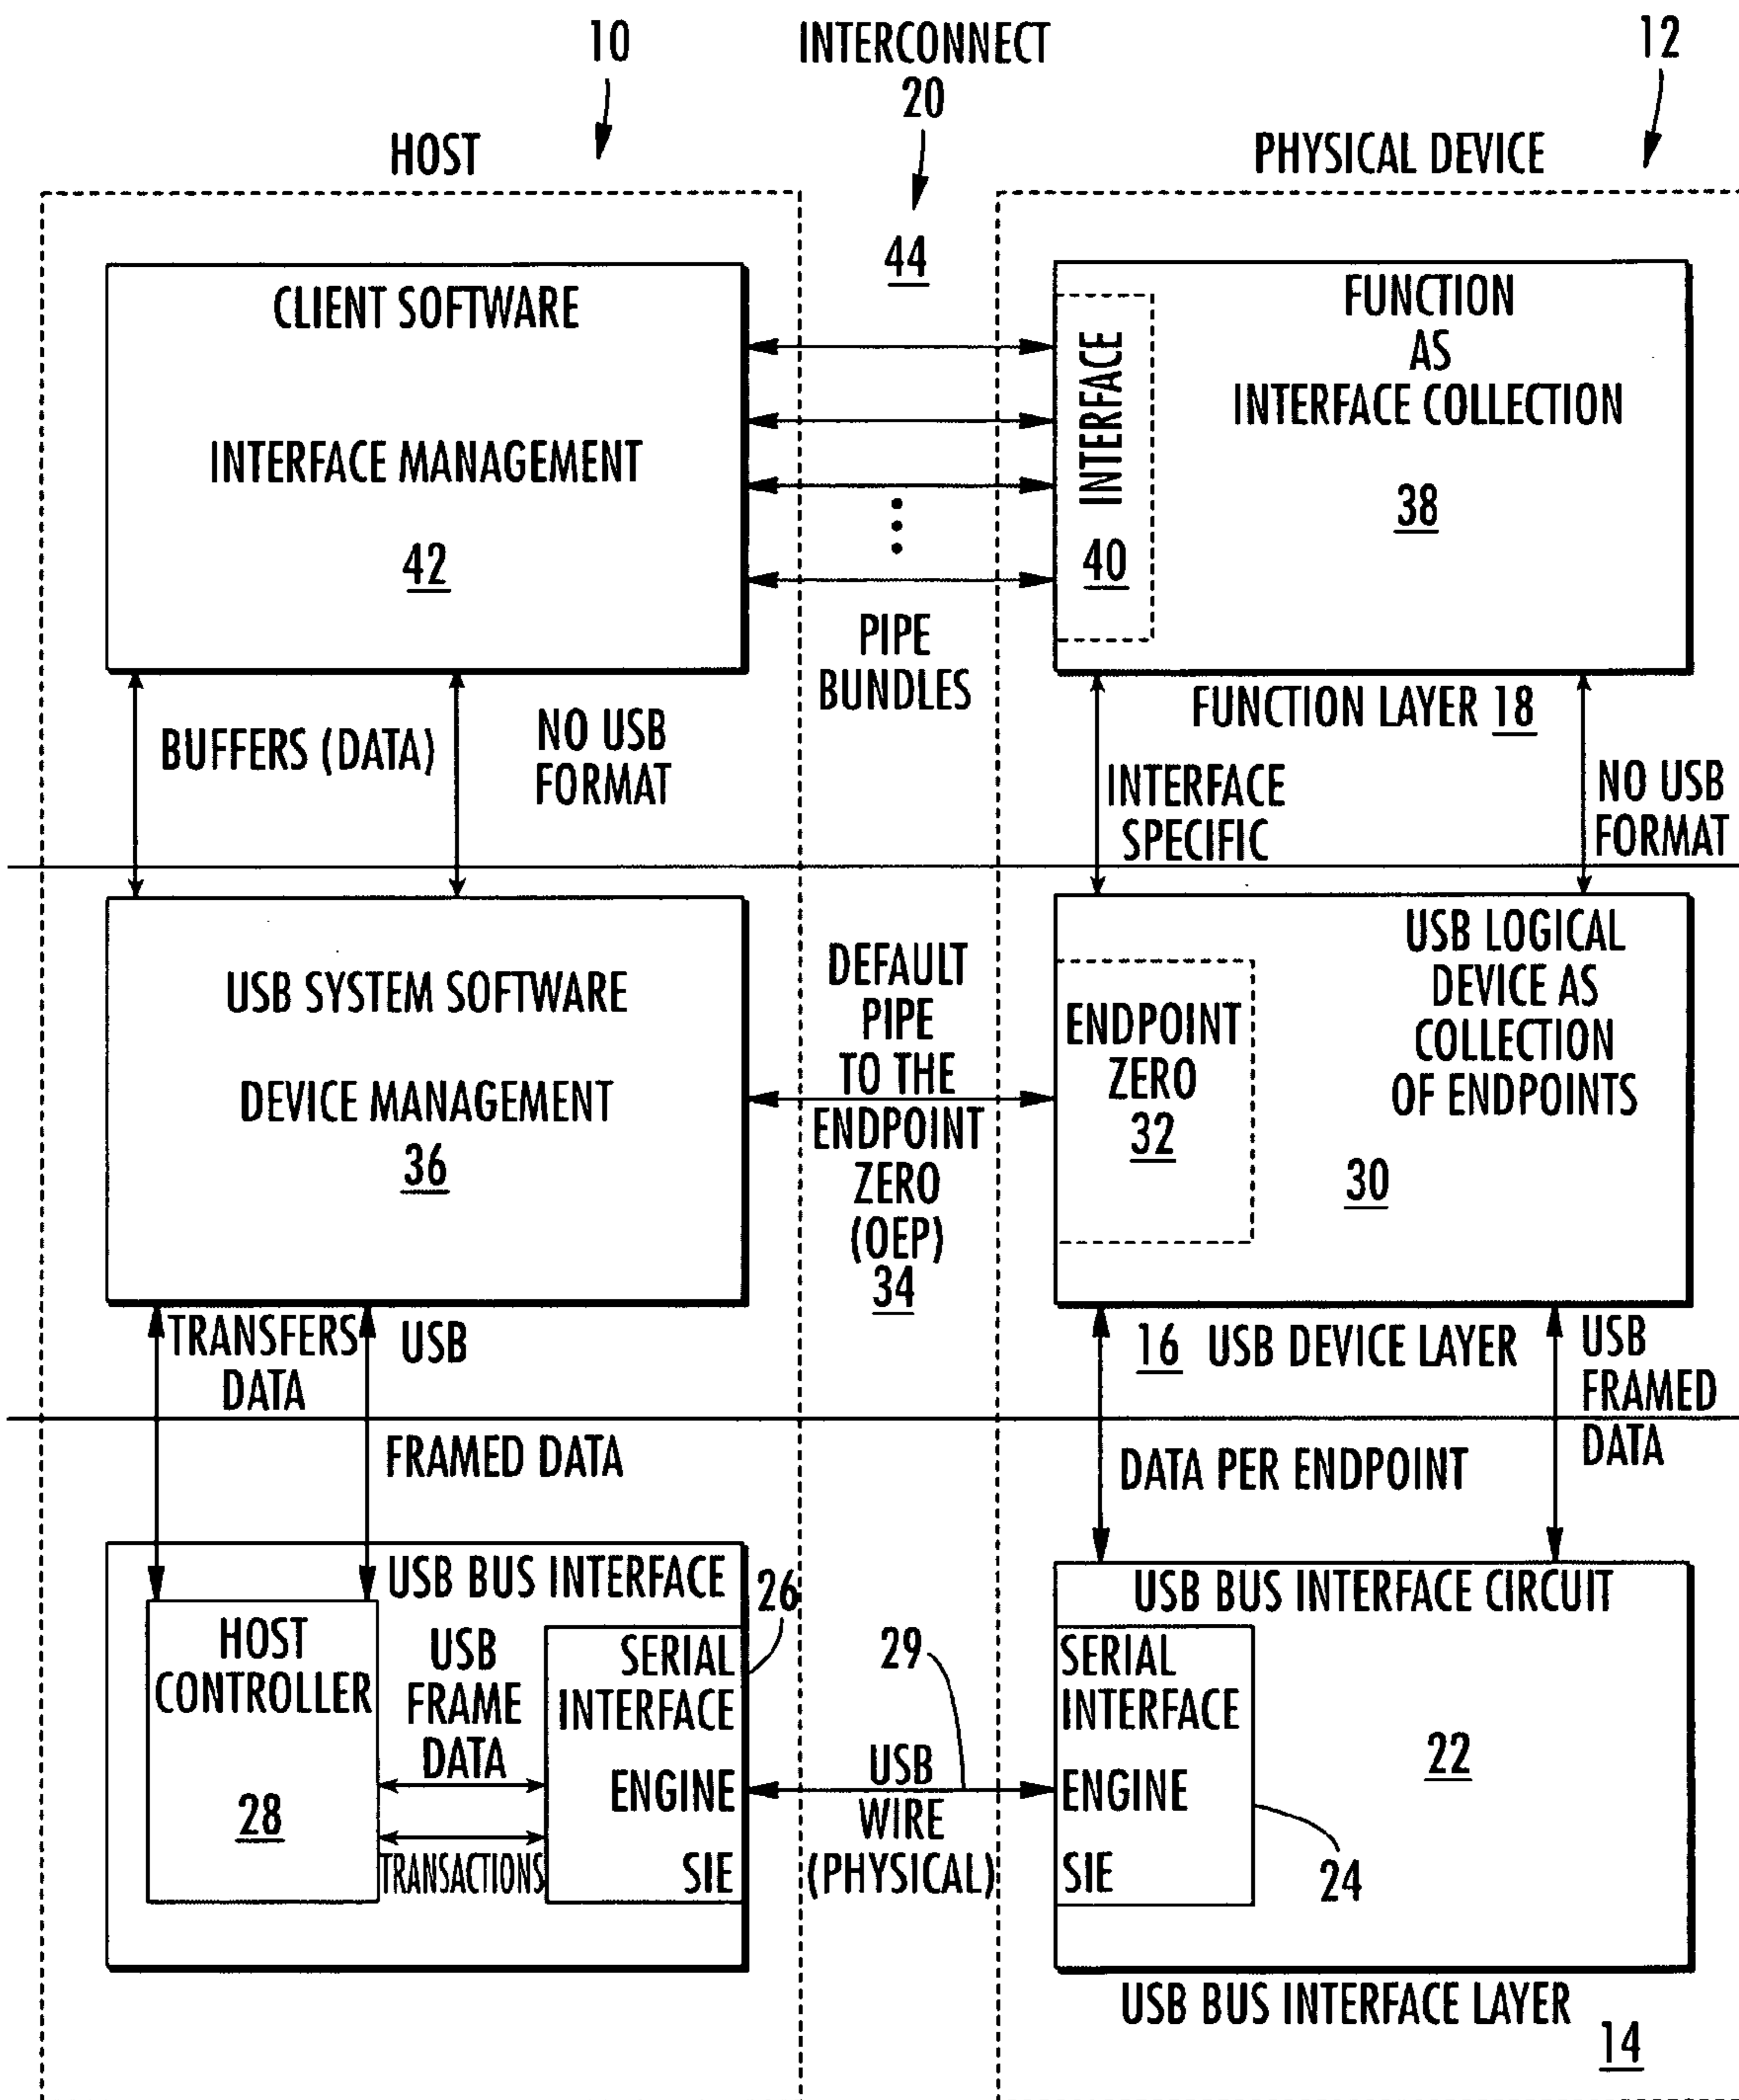 10
INTERCONNECT
20
12
HOST
PHYSICAL DEVICE
44
CLIENT SOFTWARE
INTERFACE MANAGEMENT
42
INTERFACE
40
FUNCTION
AS
INTERFACE COLLECTION
38
PIPE
BUNDLES
BUFFERS (DATA)
NO USB
FORMAT
FUNCTION LAYER 18
INTERFACE
SPECIFIC
NO USB
FORMAT
USB SYSTEM SOFTWARE
DEVICE MANAGEMENT
36
DEFAULT
PIPE
TO THE
ENDPOINT
ZERO
(OEP)
34
ENDPOINT
ZERO
32
USB LOGICAL
DEVICE AS
COLLECTION
OF ENDPOINTS
30
TRANSFERS
DATA
USB
FRAMED DATA
16 USB DEVICE LAYER
USB
FRAMED
DATA
DATA PER ENDPOINT
USB BUS INTERFACE
26
HOST
CONTROLLER
28
USB
FRAME
DATA
TRANSACTIONS
SERIAL
INTERFACE
ENGINE
SIE
29
USB
WIRE
(PHYSICAL)
USB BUS INTERFACE CIRCUIT
SERIAL
INTERFACE
ENGINE
SIE
22
24
USB BUS INTERFACE LAYER
14